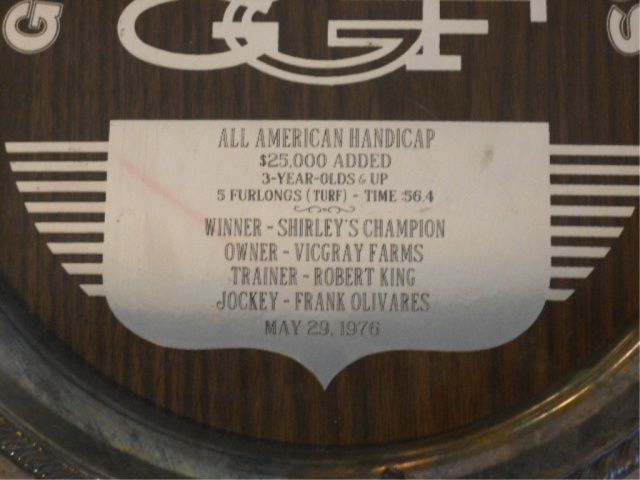 GGF
G
ALL AMERICAN HANDICAP
$25,000 ADDED
3-YEAR-OLDS & UP
5 FURLONGS (TURF) - TIME :56.4
WINNER - SHIRLEY'S CHAMPION
OWNER - VICGRAY FARMS
TRAINER - ROBERT KING
JOCKEY - FRANK OLIVARES
MAY 29, 1976